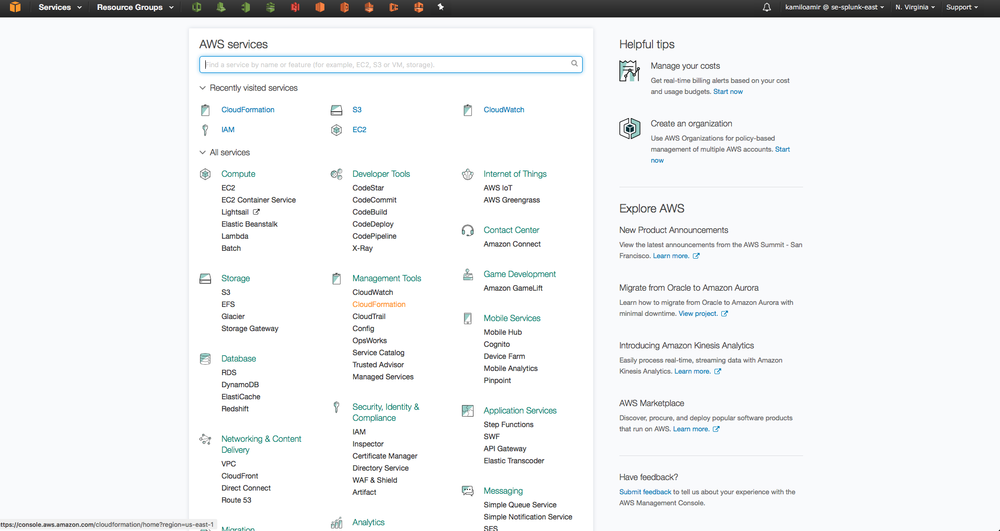 Services
Resource Groups
kamiloamir @ se-splunk-east
N. Virginia
Support
AWS services
Find a service by name or feature (for example, EC2, S3 or VM, storage).
Recently visited services
CloudFormation
S3
CloudWatch
IAM
EC2
All services
Compute
EC2
EC2 Container Service
Lightsail
Elastic Beanstalk
Lambda
Batch
Storage
S3
EFS
Glacier
Storage Gateway
Database
RDS
DynamoDB
ElastiCache
Redshift
Networking & Content
Delivery
VPC
CloudFront
Direct Connect
Route 53
Migration
Developer Tools
CodeStar
CodeCommit
CodeBuild
CodeDeploy
CodePipeline
X-Ray
Management Tools
CloudWatch
CloudFormation
CloudTrail
Config
OpsWorks
Service Catalog
Trusted Advisor
Managed Services
Security, Identity &
Compliance
IAM
Inspector
Certificate Manager
Directory Service
WAF & Shield
Artifact
Analytics
Internet of Things
AWS IoT
AWS Greengrass
Contact Center
Amazon Connect
Game Development
Amazon GameLift
Mobile Services
Mobile Hub
Cognito
Device Farm
Mobile Analytics
Pinpoint
Application Services
Step Functions
SWF
API Gateway
Elastic Transcoder
Messaging
Simple Queue Service
Simple Notification Service
SES
Helpful tips
Manage your costs
Get real-time billing alerts based on your cost
and usage budgets. Start now
Create an organization
Use AWS Organizations for policy-based
management of multiple AWS accounts. Start
now
Explore AWS
New Product Announcements
View the latest announcements from the AWS Summit - San
Francisco. Learn more.
Migrate from Oracle to Amazon Aurora
Learn how to migrate from Oracle to Amazon Aurora with
minimal downtime. View project.
Introducing Amazon Kinesis Analytics
Easily process real-time, streaming data with Amazon
Kinesis Analytics. Learn more.
AWS Marketplace
Discover, procure, and deploy popular software products
that run on AWS. Learn more.
Have feedback?
Submit feedback to tell us about your experience with the
AWS Management Console.
ttps://console.aws.amazon.com/cloudformation/home?region=us-east-1